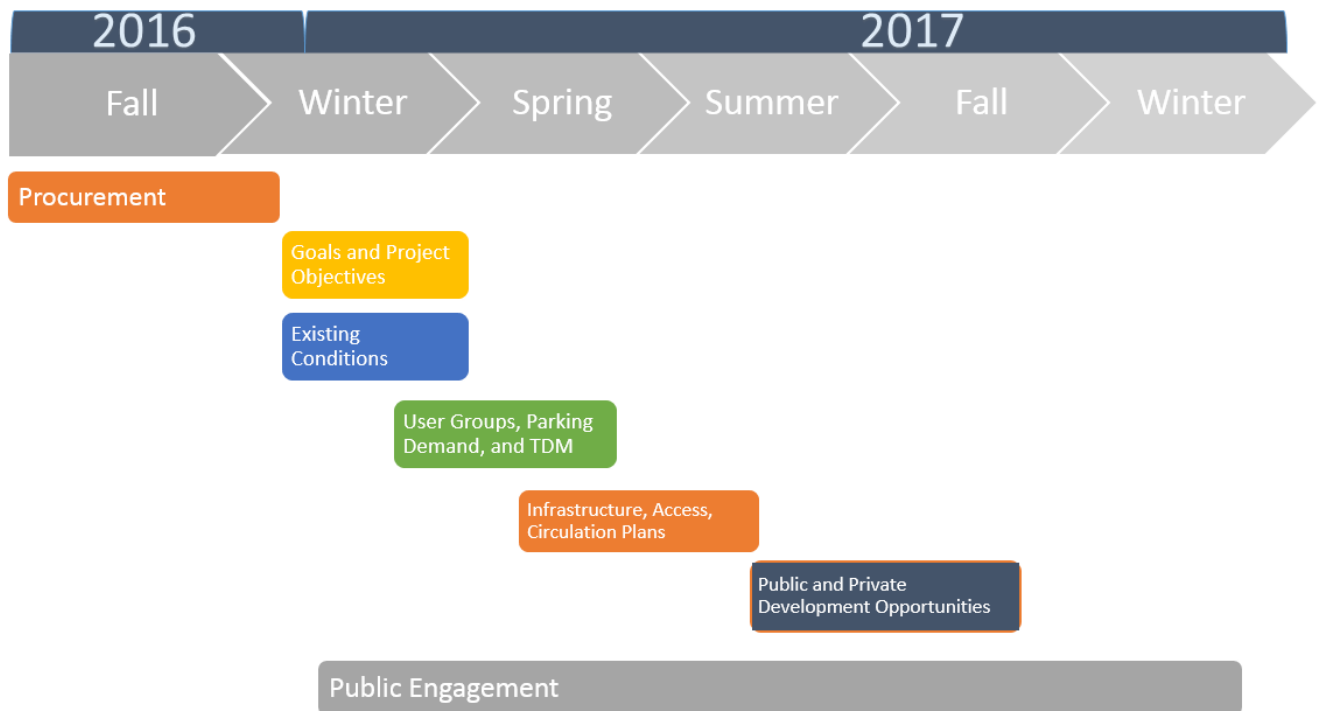 2016 2017
Fall Winter Spring Summer Fall Winter
Procurement
Goals and Project
Objectives
Existing
Conditions
User Groups, Parking
Demand, and TDM
Infrastructure, Access,
Circulation Plans
Public and Private
Development Opportunities
Public Engagement